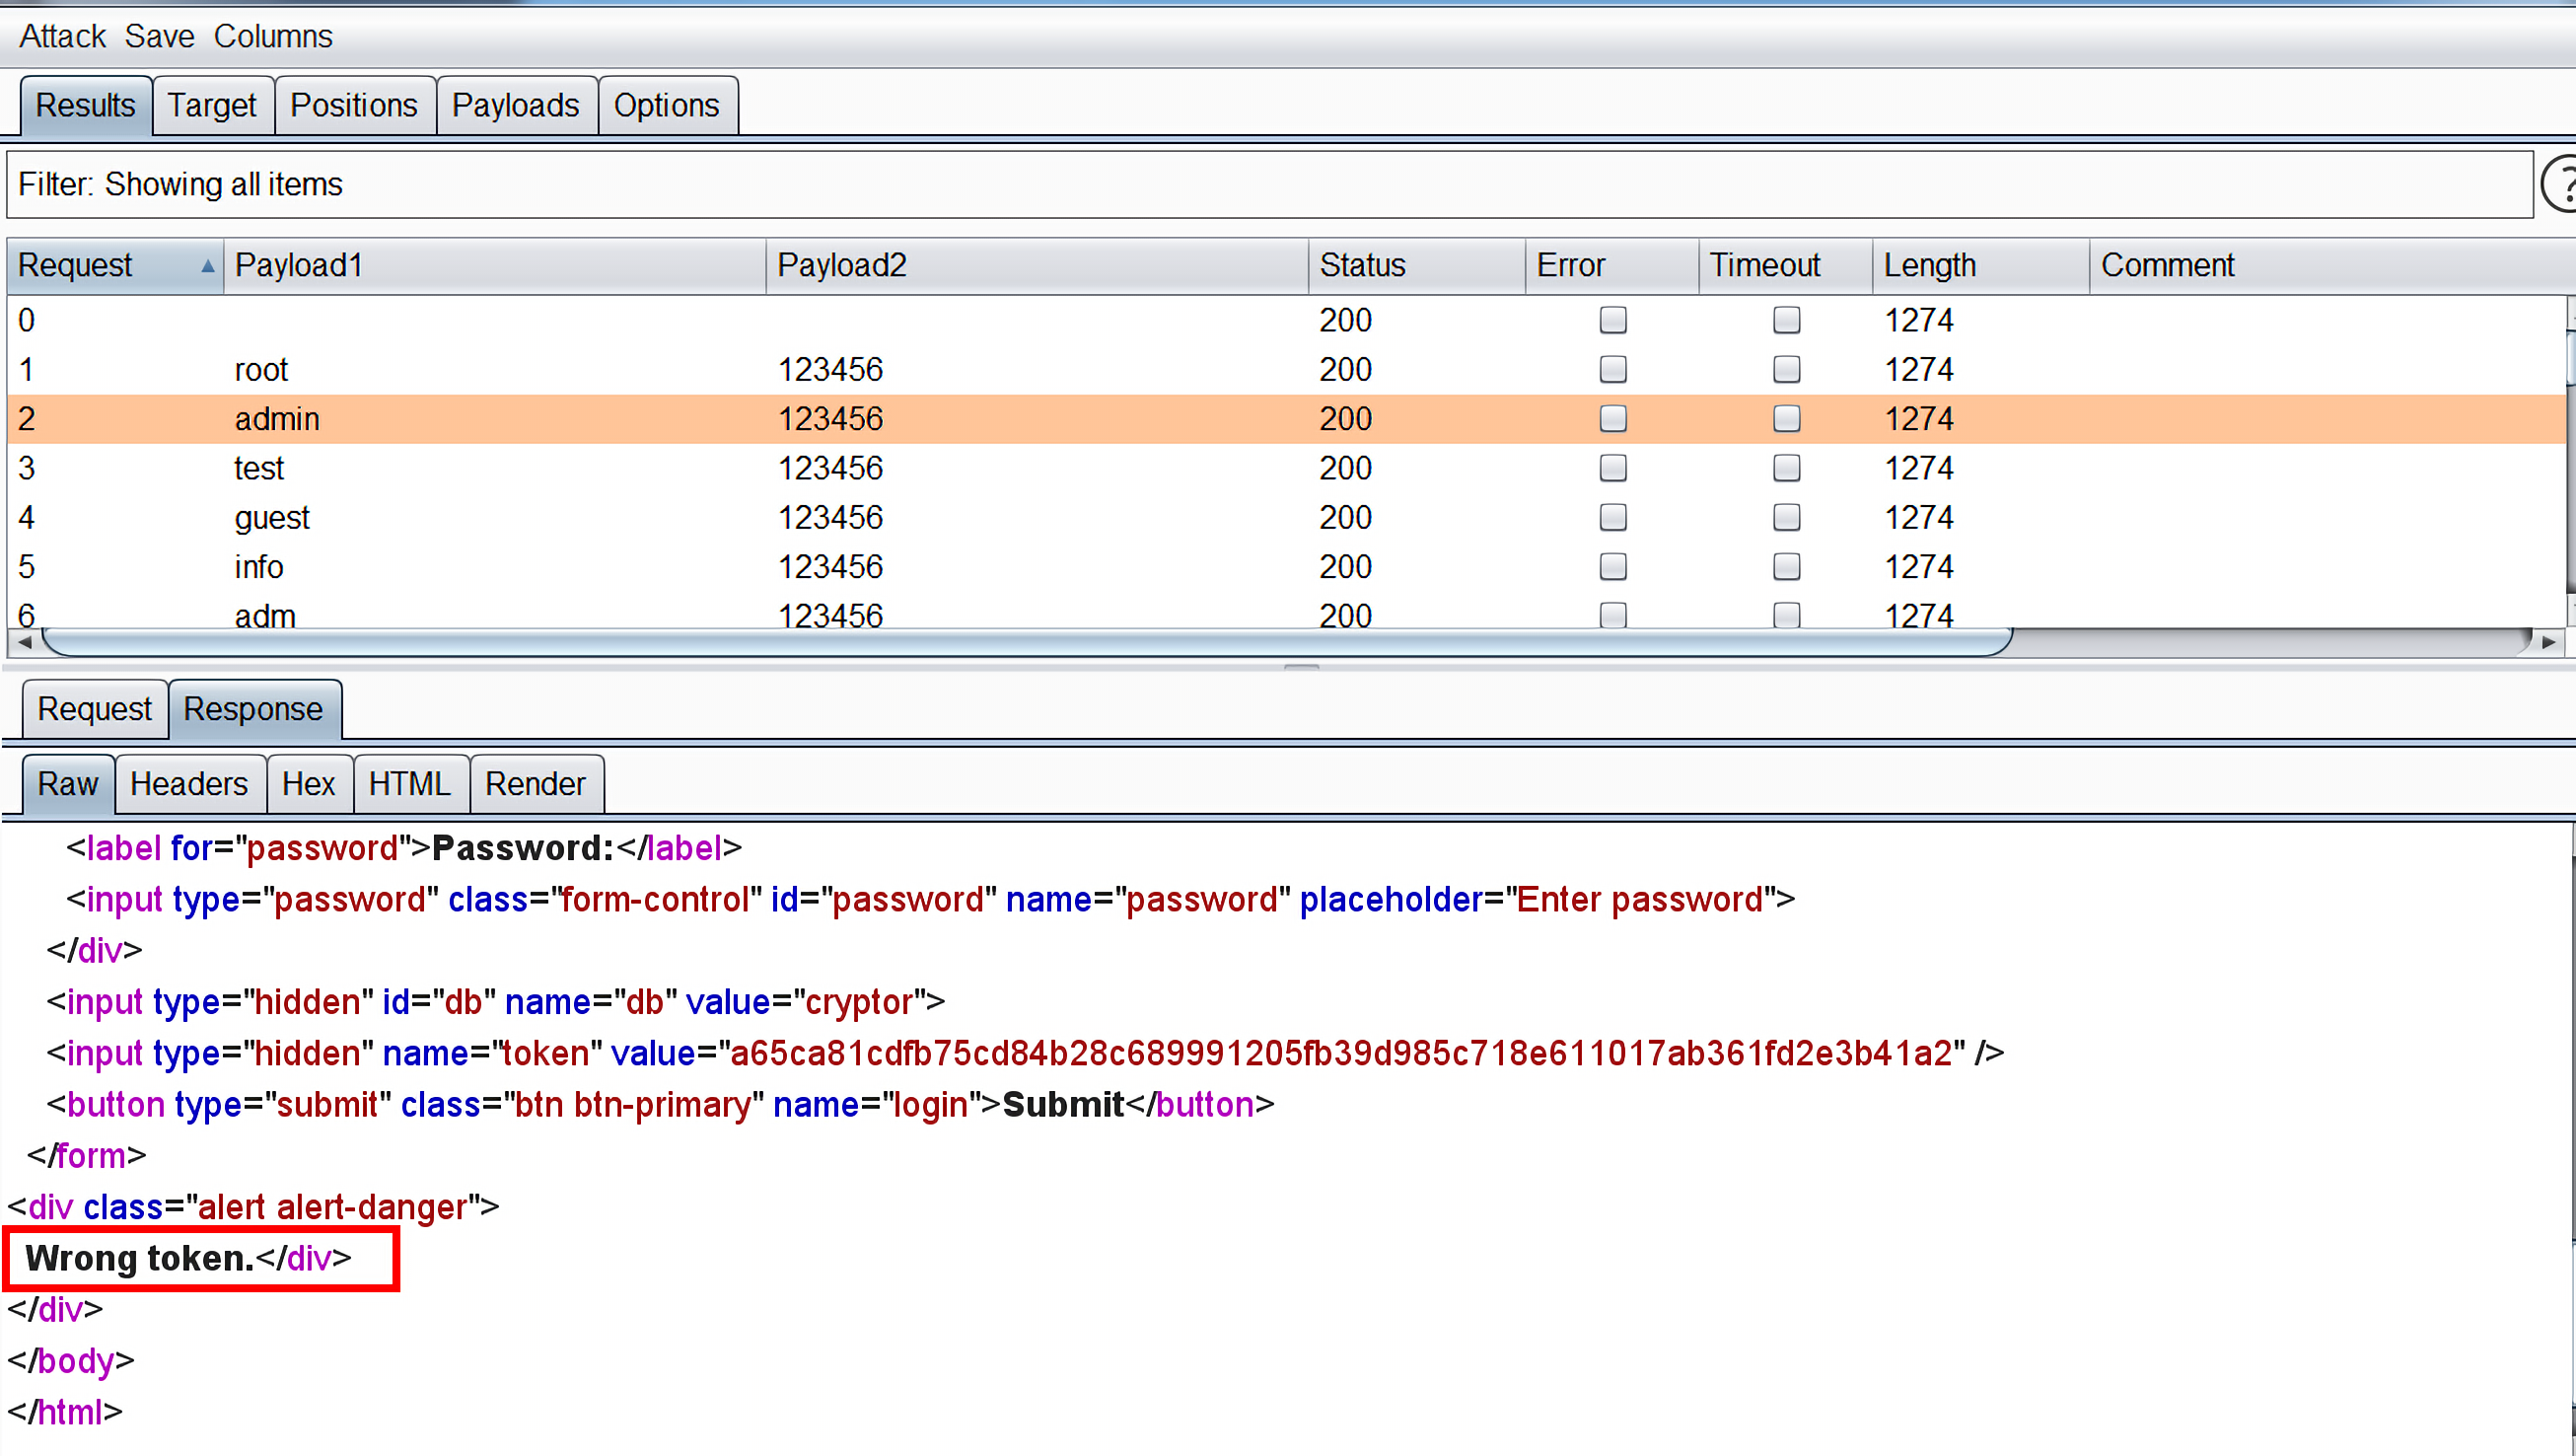 Attack Save Columns
Results Target Positions Payloads Options
Filter: Showing all items
?
Request Payload1 Payload2 Status Error Timeout Length Comment
0 200 1274
1 root 123456 200 1274
2 admin 123456 200 1274
3 test 123456 200 1274
4 guest 123456 200 1274
5 info 123456 200 1274
6 adm 123456 200 1274
Request Response
Raw Headers Hex HTML Render
<label for="password">Password:</label>
<input type="password" class="form-control" id="password" name="password" placeholder="Enter password">
</div>
<input type="hidden" id="db" name="db" value="cryptor">
<input type="hidden" name="token" value="a65ca81cdfb75cd84b28c689991205fb39d985c718e611017ab361fd2e3b41a2" />
<button type="submit" class="btn btn-primary" name="login">Submit</button>
</form>
<div class="alert alert-danger">
Wrong token.</div>
</div>
</body>
</html>